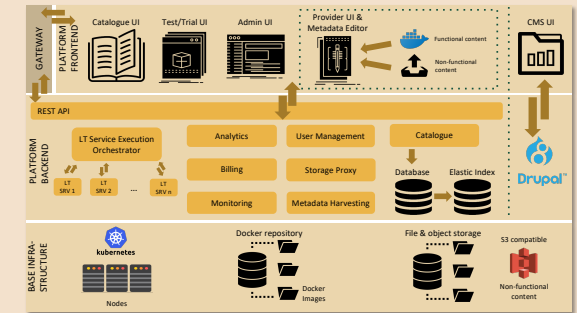 GATEWAY
PLATFORM
FRONTEND
Catalogue UI
Test/Trial UI
Admin UI
Provider UI &
Metadata Editor
Functional content
Non-functional
content
CMS UI
REST API
PLATFORM
BACKEND
LT Service Execution
Orchestrator
LT
SRV 1
LT
SRV 2
...
LT
SRV n
Analytics
User Management
Catalogue
Billing
Storage Proxy
Monitoring
Metadata Harvesting
Database
Elastic Index
Drupal™
BASE INFRA-
STRUCTURE
kubernetes
Nodes
Docker repository
Docker
Images
File & object storage
S3 compatible
Non-functional
content